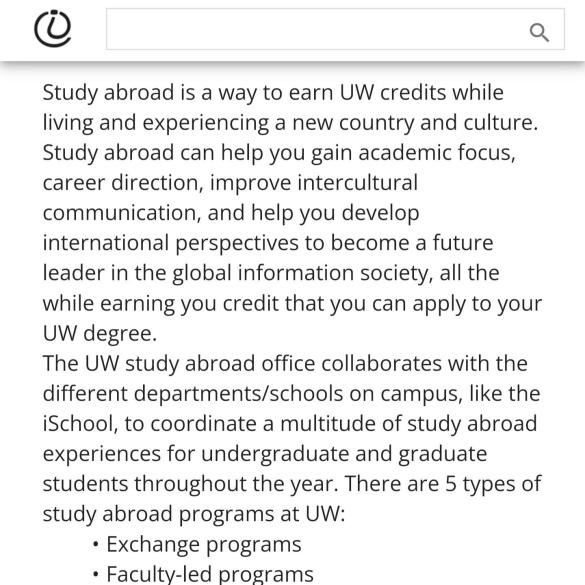 Study abroad is a way to earn UW credits while
living and experiencing a new country and culture.
Study abroad can help you gain academic focus,
career direction, improve intercultural
communication, and help you develop
international perspectives to become a future
leader in the global information society, all the
while earning you credit that you can apply to your
UW degree.
The UW study abroad office collaborates with the
different departments/schools on campus, like the
iSchool, to coordinate a multitude of study abroad
experiences for undergraduate and graduate
students throughout the year. There are 5 types of
study abroad programs at UW:
• Exchange programs
• Faculty-led programs